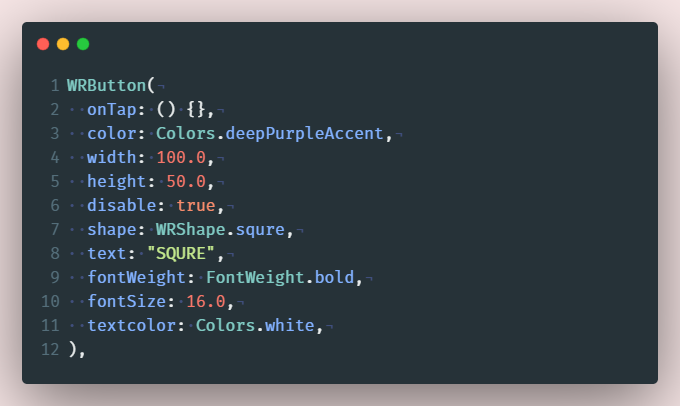 1 WRButton(
2 onTap: () {},
3 color: Colors.deepPurpleAccent,
4 width: 100.0,
5 height: 50.0,
6 disable: true,
7 shape: WRShape.squre,
8 text: "SQURE",
9 fontWeight: FontWeight.bold,
10 fontSize: 16.0,
11 textcolor: Colors.white,
12 ),